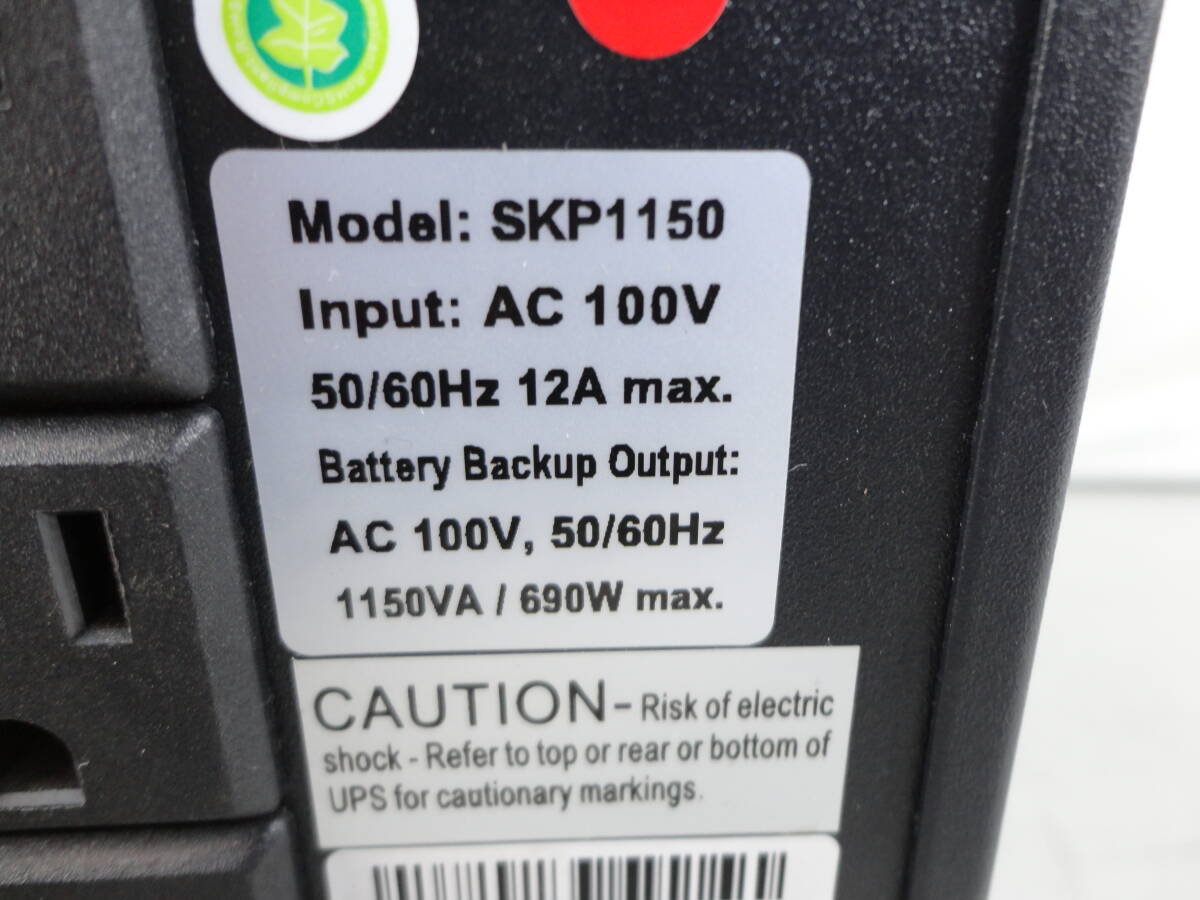 Model: SKP1150
Input: AC 100V
50/60Hz 12A max.
Battery Backup Output:
AC 100V, 50/60Hz
1150VA / 690W max.
CAUTION - Risk of electric
shock - Refer to top or rear or bottom of
UPS for cautionary markings.